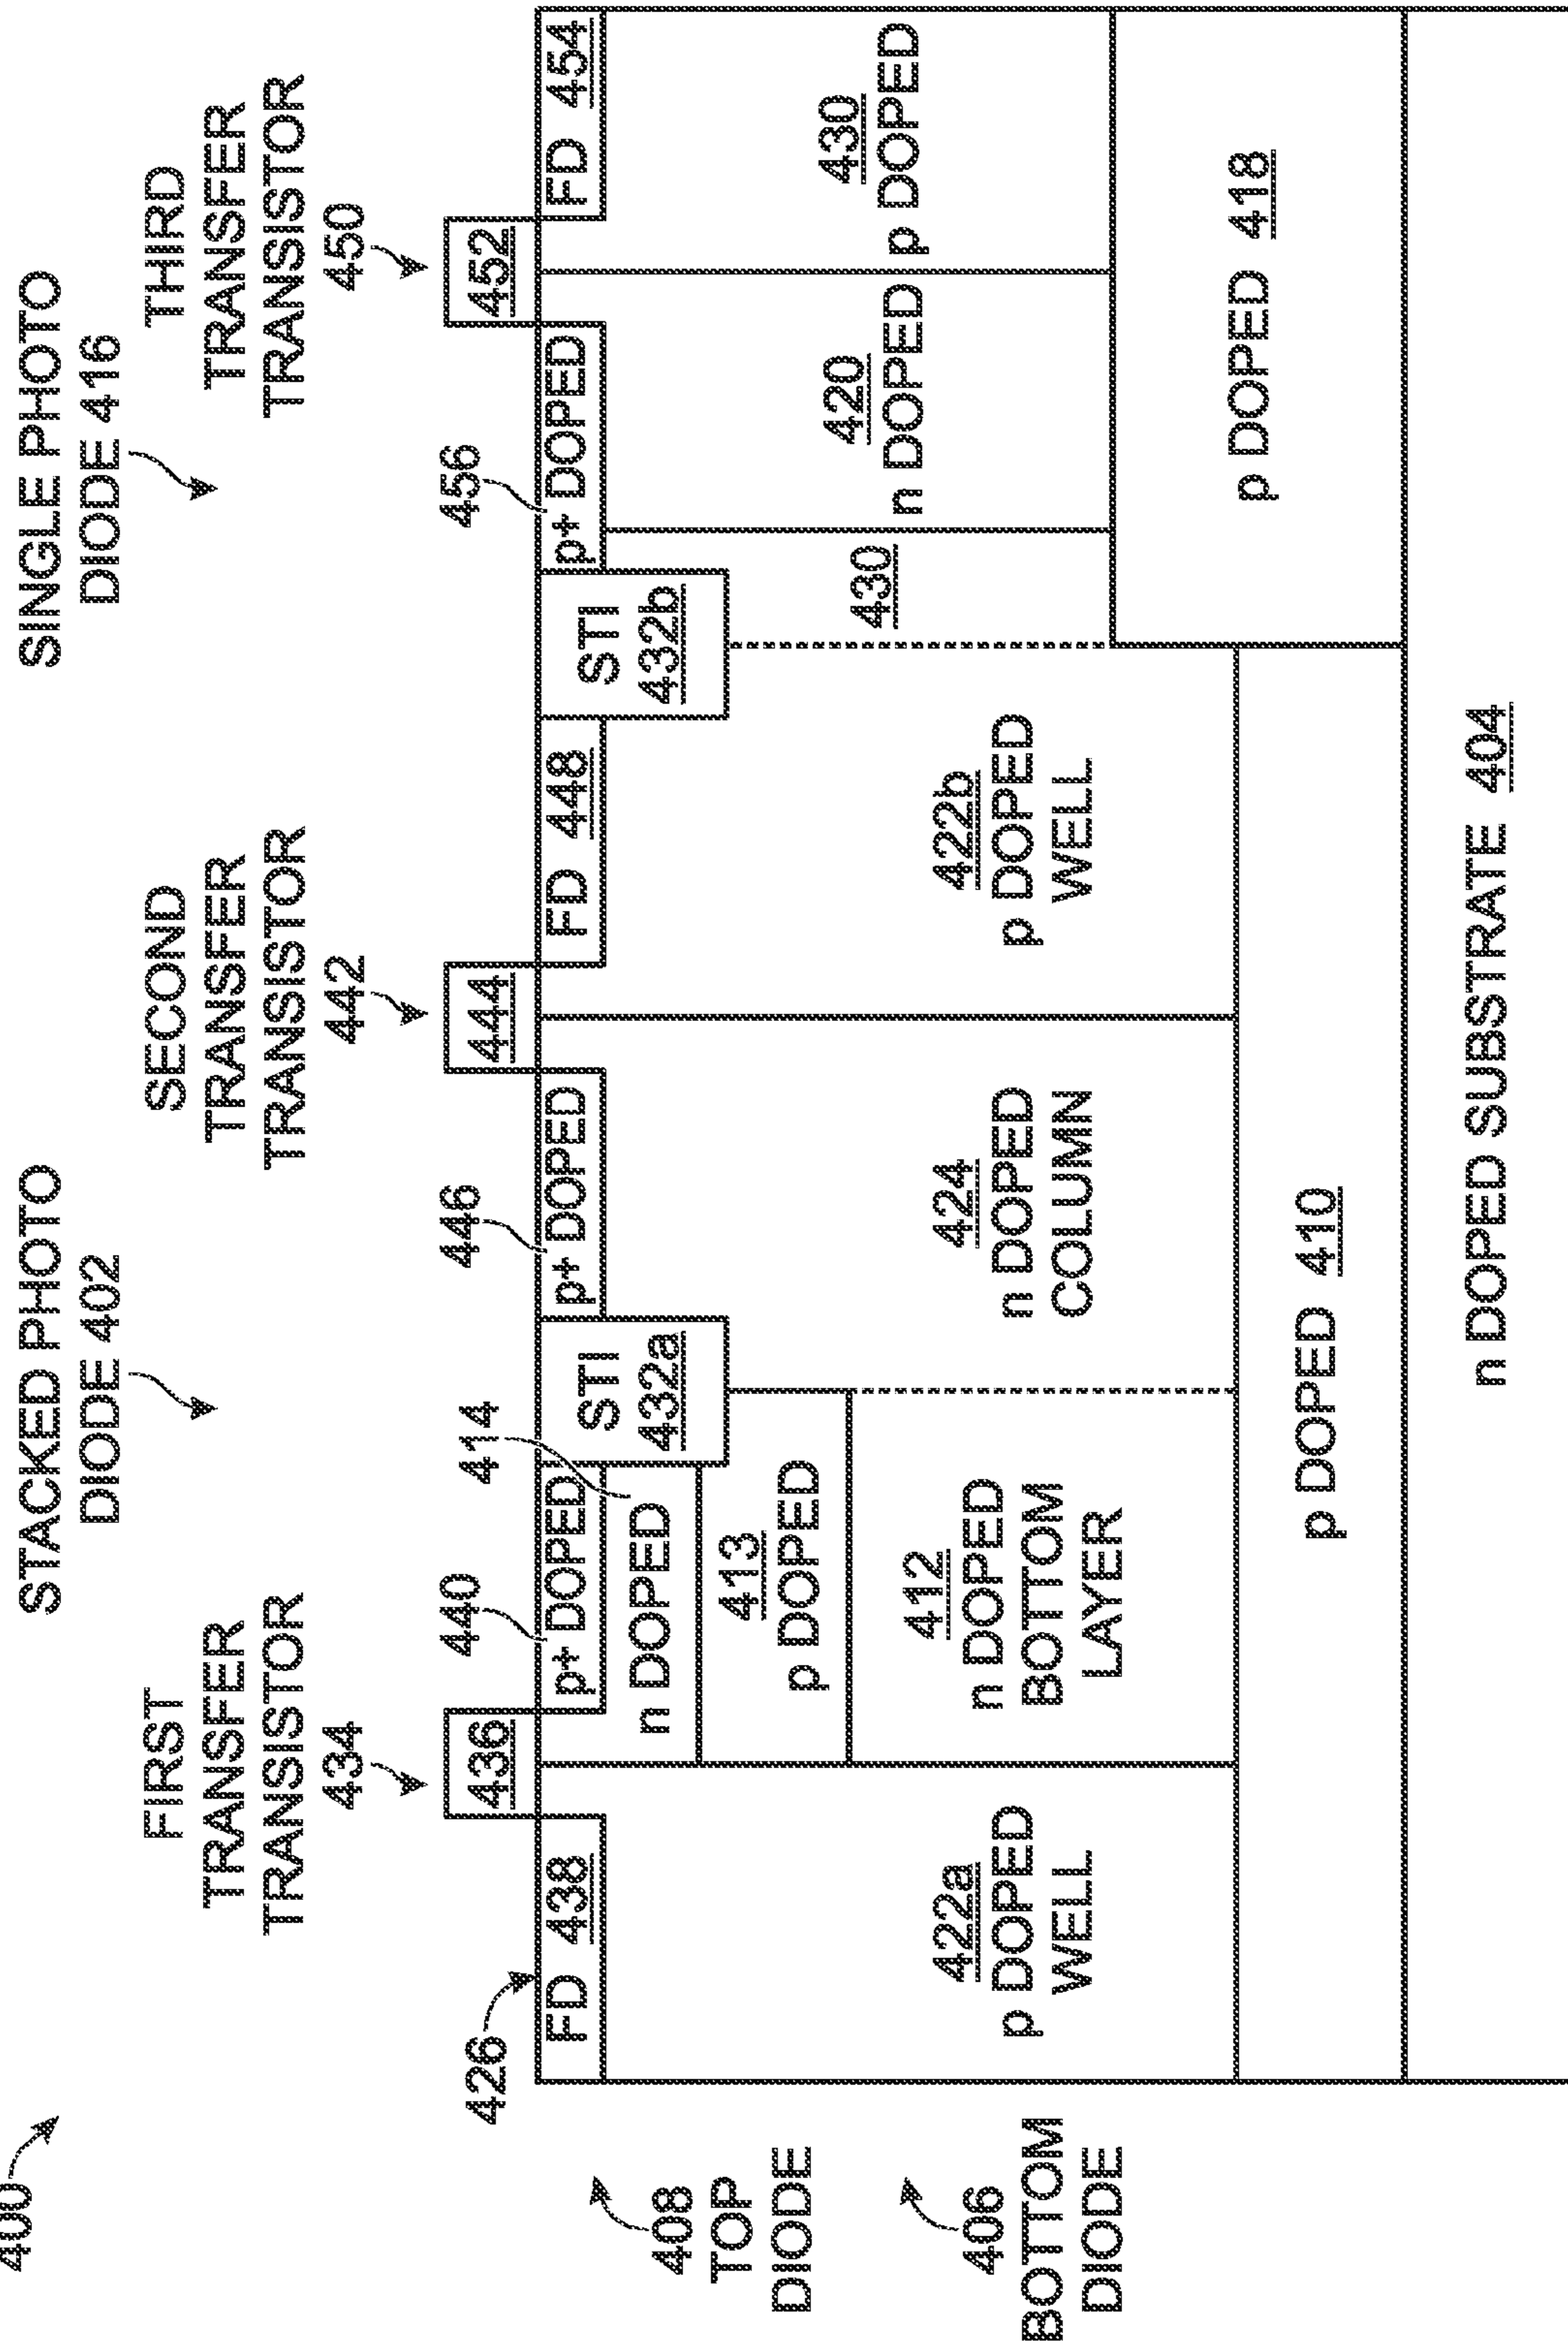 400
STACKED PHOTO
DIODE 402
SINGLE PHOTO
DIODE 416
FIRST
TRANSFER
TRANSISTOR
434
SECOND
TRANSFER
TRANSISTOR
442
THIRD
TRANSFER
TRANSISTOR
450
426
440
414
446
456
436
444
452
FD 438
p+ DOPED
STI
432a
p+ DOPED
FD 448
STI
432b
p+ DOPED
FD 454
408
TOP
DIODE
n DOPED
413
p DOPED
430
420
n DOPED
430
p DOPED
406
BOTTOM
DIODE
422a
p DOPED
WELL
412
n DOPED
BOTTOM
LAYER
424
n DOPED
COLUMN
422b
p DOPED
WELL
p DOPED 410
p DOPED 418
n DOPED SUBSTRATE 404